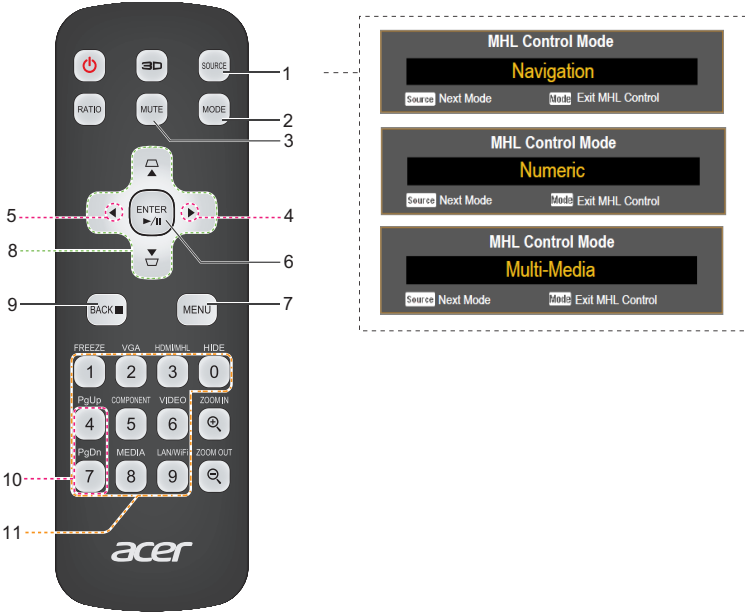 3D
SOURCE
RATIO
MUTE
MODE
ENTER
BACK
MENU
FREEZE VGA HDMI/MHL HIDE
1 2 3 0
PgUp COMPONENT VIDEO ZOOM IN
4 5 6
PgDn MEDIA LAN/WiFi ZOOM OUT
7 8 9
acer
1
2
3
4
5
6
7
8
9
10
11
MHL Control Mode
Navigation
Source Next Mode Mode Exit MHL Control
MHL Control Mode
Numeric
Source Next Mode Mode Exit MHL Control
MHL Control Mode
Multi-Media
Source Next Mode Mode Exit MHL Control